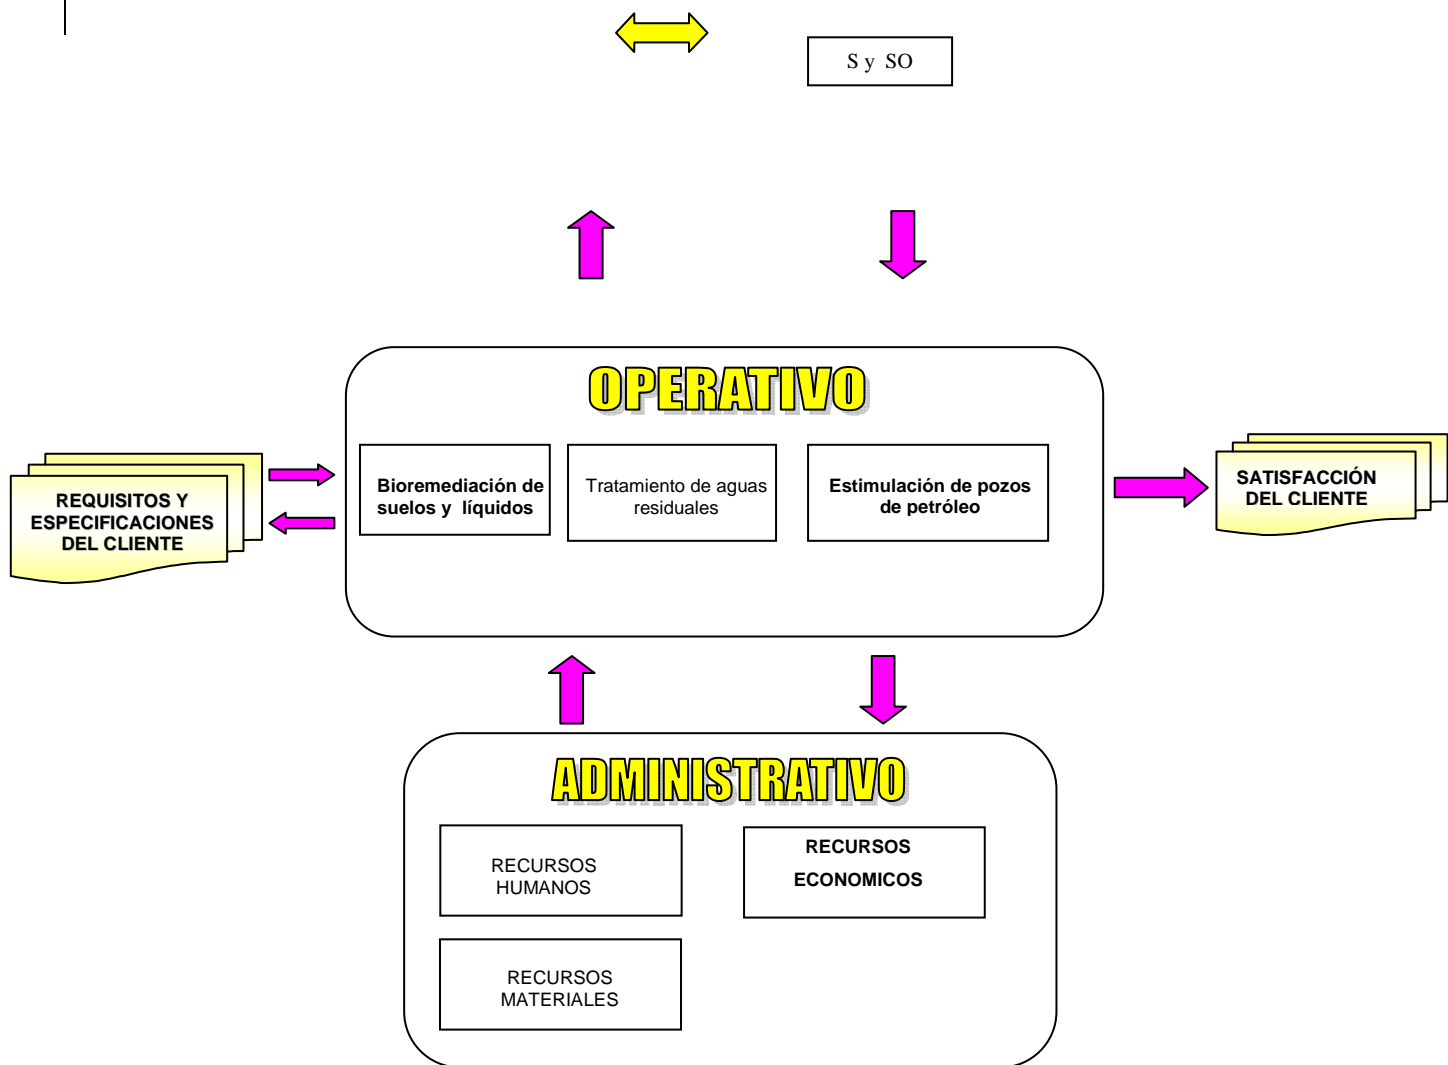 S y SO
OPERATIVO
Bioremediación de
suelos y líquidos
Tratamiento de aguas
residuales
Estimulación de pozos
de petróleo
REQUISITOS Y
ESPECIFICACIONES
DEL CLIENTE
SATISFACCIÓN
DEL CLIENTE
ADMINISTRATIVO
RECURSOS
HUMANOS
RECURSOS
ECONOMICOS
RECURSOS
MATERIALES